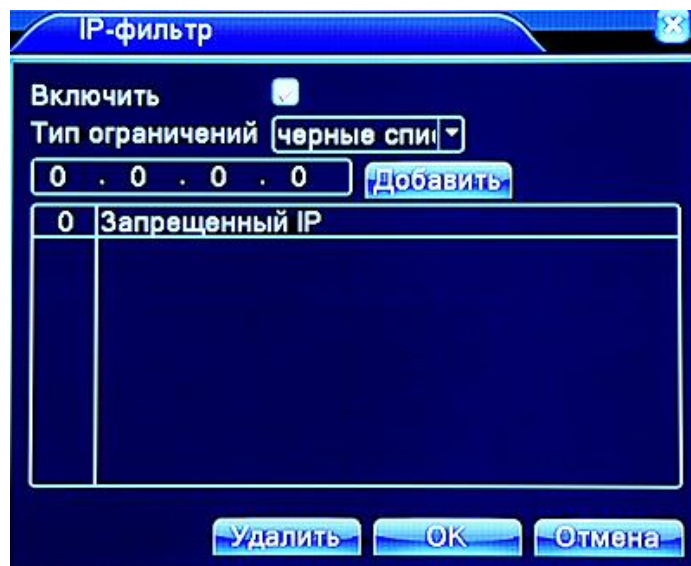 IP-фильтр
Включить
Тип ограничений черные спи
0 . 0 . 0 . 0 Добавить
0 Запрещенный IP
Удалить OK Отмена